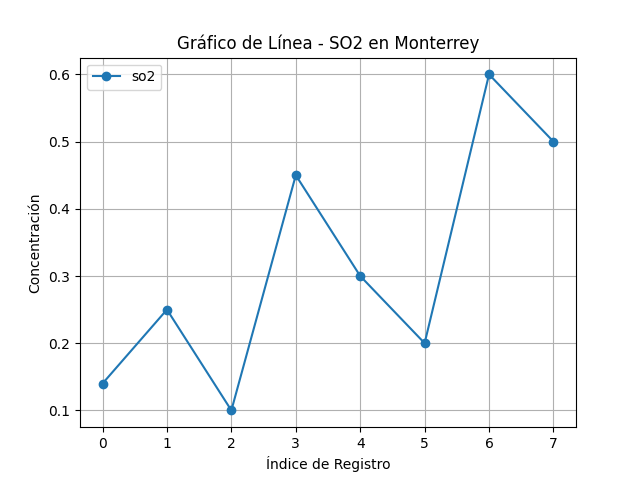 Gráfico de Línea - SO2 en Monterrey
so2
0.6
0.5
0.4
0.3
0.2
0.1
Concentración
0 1 2 3 4 5 6 7
Índice de Registro